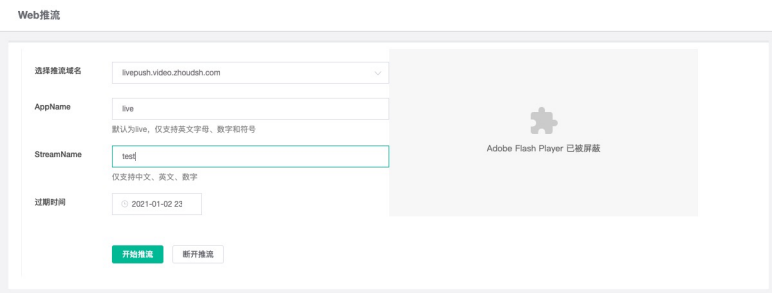 Web推流
选择推流域名
livepush.video.zhoudsh.com
AppName
live
默认为live，仅支持英文字母、数字和符号
StreamName
test
仅支持中文、英文、数字
过期时间
2021-01-02 23
开始推流
断开推流
Adobe Flash Player 已被屏蔽